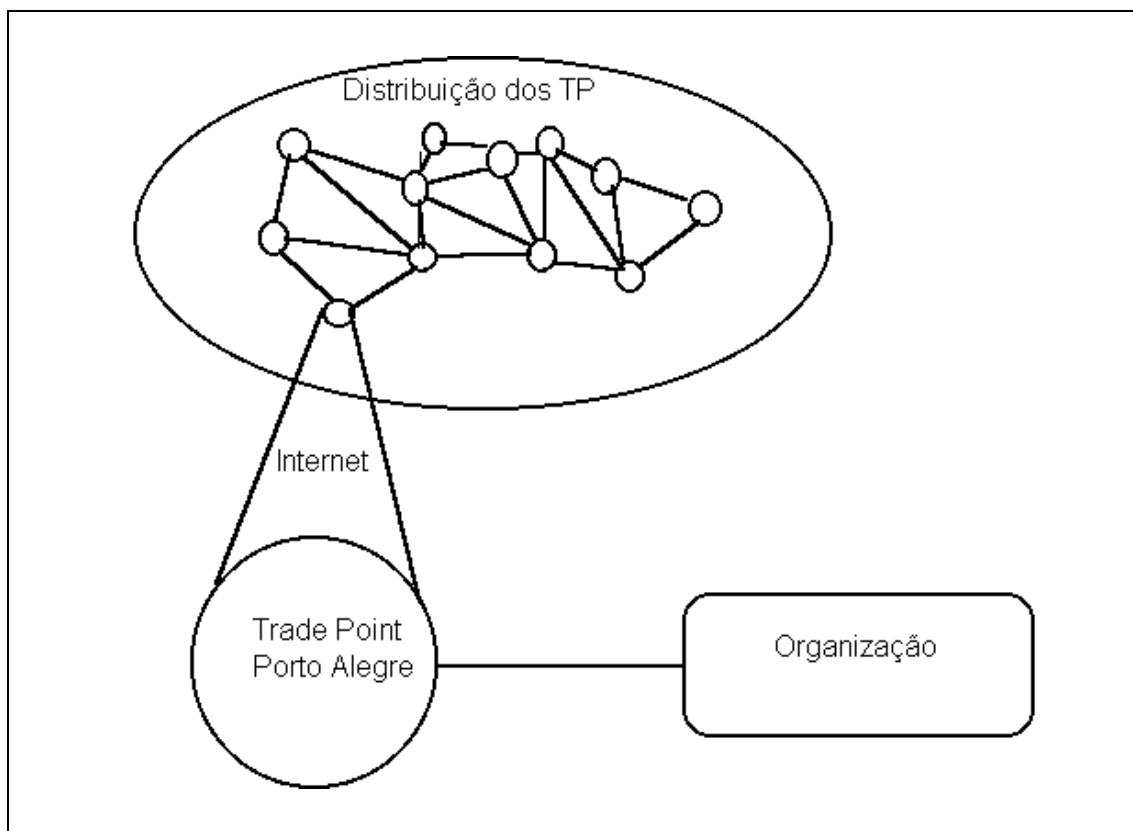 Distribuição dos TP
Internet
Trade Point
Porto Alegre
Organização